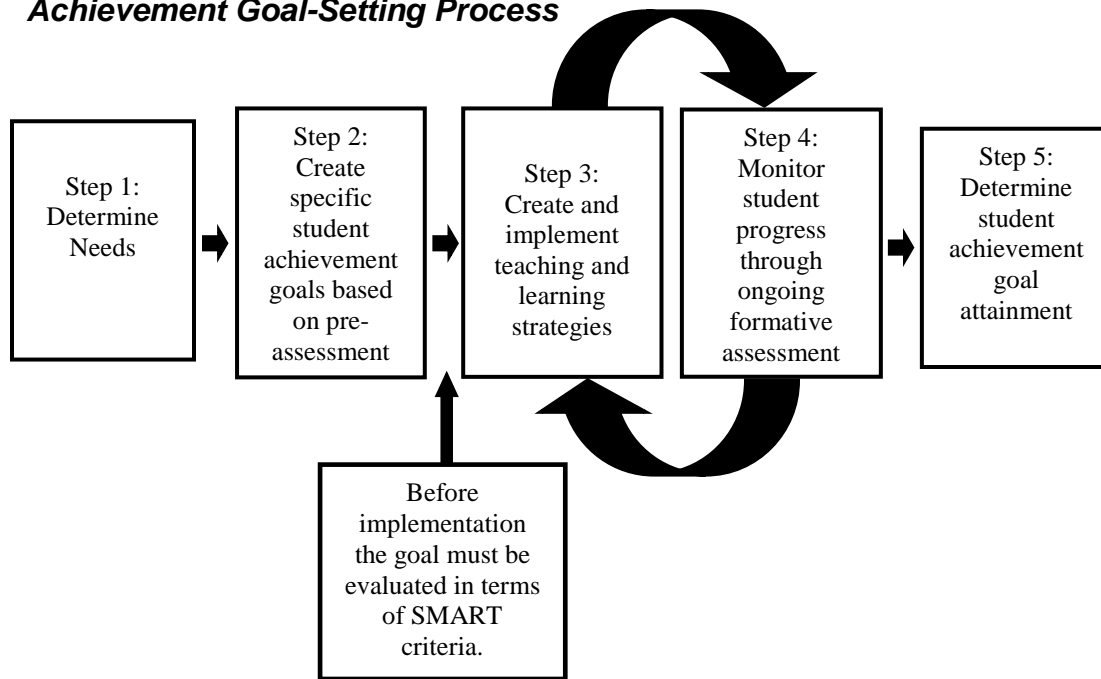 Achievement Goal-Setting Process
Step 1:
Determine
Needs
Step 2:
Create
specific
student
achievement
goals based
on pre-
assessment
Step 3:
Create and
implement
teaching and
learning
strategies
Step 4:
Monitor
student
progress
through
ongoing
formative
assessment
Step 5:
Determine
student
achievement
goal
attainment
Before
implementation
the goal must be
evaluated in terms
of SMART
criteria.